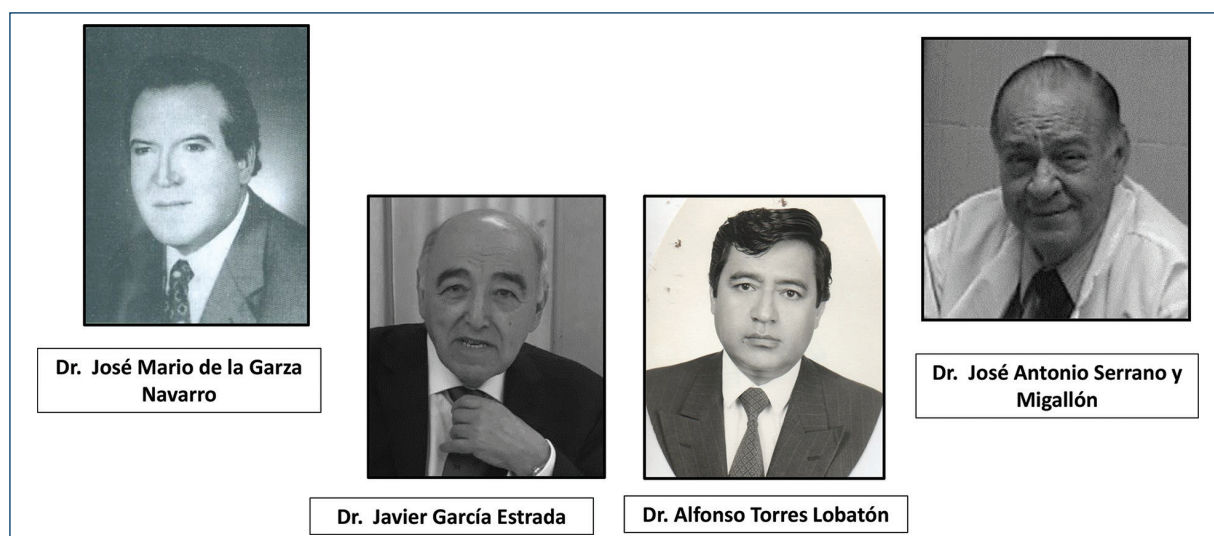 Dr.  José Mario de la Garza
Navarro
Dr.  Javier García Estrada
Dr. Alfonso Torres Lobatón
Dr.  José Antonio Serrano y
Migallón